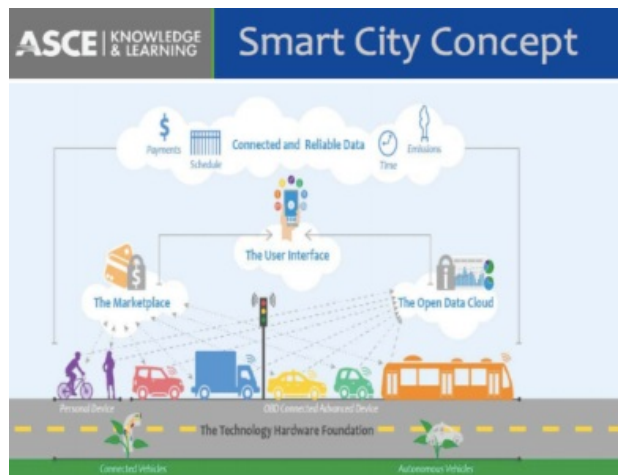 ASCE KNOWLEDGE
& LEARNING
Smart City Concept
$
Payments
Schedule
Connected and Reliable Data
Time
Emissions
The User Interface
$
The Marketplace
i
The Open Data Cloud
Personal Device
OBD Connected Advanced Device
The Technology Hardware Foundation
Connected Vehicles
Autonomous Vehicles